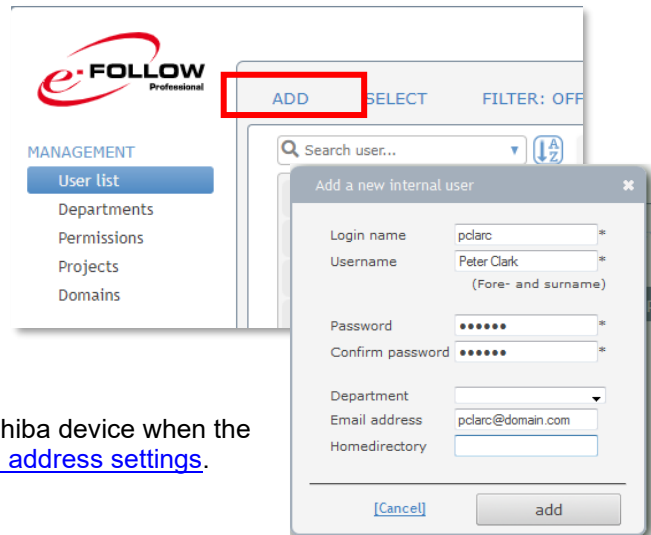 e-FOLLOW
Professional
ADD SELECT FILTER: OFF
Search user...
MANAGEMENT
User list
Departments
Permissions
Projects
Domains
Add a new internal user
Login name pclarc *
Username Peter Clark *
(Fore- and surname)
Password •••••• *
Confirm password •••••• *
Department
Email address pclarc@domain.com
Homedirectory
[Cancel] add
hiba device when the
address settings.